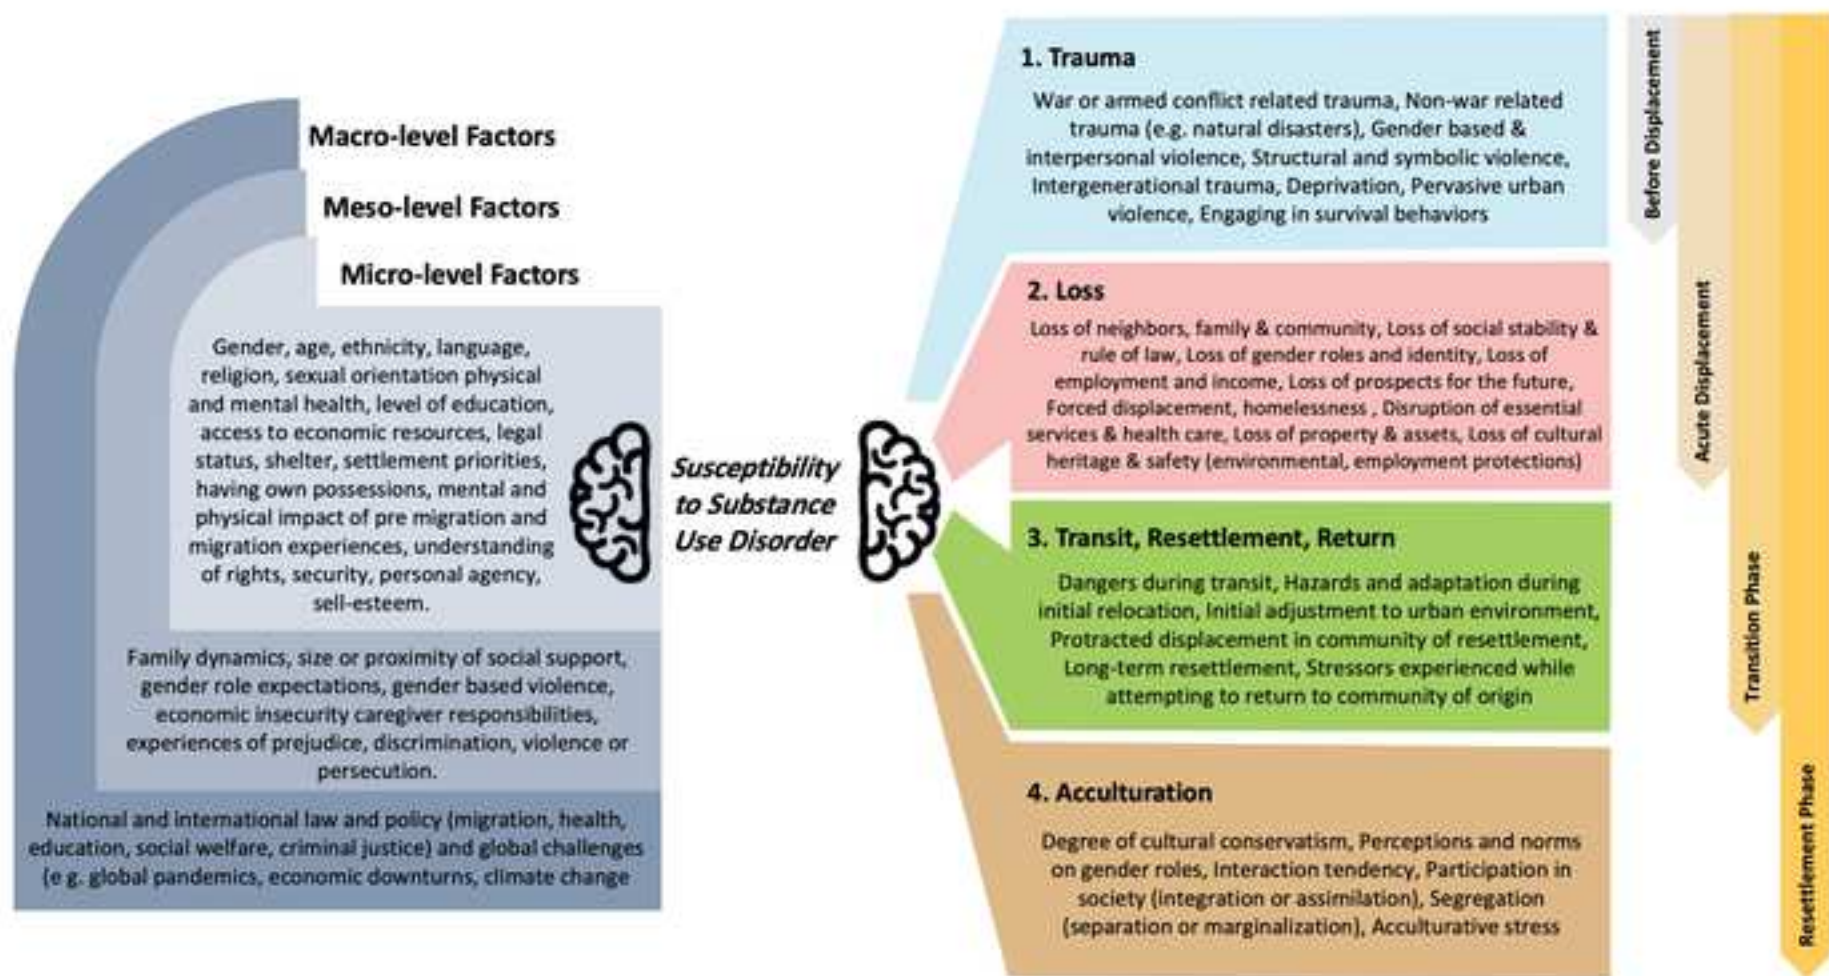 Macro-level Factors
Meso-level Factors
Micro-level Factors
Gender, age, ethnicity, language,
religion, sexual orientation physical
and mental health, level of education,
access to economic resources, legal
status, shelter, settlement priorities,
having own possessions, mental and
physical impact of pre migration and
migration experiences, understanding
of rights, security, personal agency,
sell-esteem.
Family dynamics, size or proximity of social support,
gender role expectations, gender based violence,
economic insecurity caregiver responsibilities,
experiences of prejudice, discrimination, violence or
persecution.
National and international law and policy (migration, health,
education, social welfare, criminal justice) and global challenges
(e g. global pandemics, economic downturns, climate change
Susceptibility
to Substance
Use Disorder
1. Trauma
War or armed conflict related trauma, Non-war related
trauma (e.g. natural disasters), Gender based &
interpersonal violence, Structural and symbolic violence,
Intergenerational trauma, Deprivation, Pervasive urban
violence, Engaging in survival behaviors
2. Loss
Loss of neighbors, family & community, Loss of social stability &
rule of law, Loss of gender roles and identity, Loss of
employment and income, Loss of prospects for the future,
Forced displacement, homelessness , Disruption of essential
services & health care, Loss of property & assets, Loss of cultural
heritage & safety (environmental, employment protections)
3. Transit, Resettlement, Return
Dangers during transit, Hazards and adaptation during
initial relocation, Initial adjustment to urban environment,
Protracted displacement in community of resettlement,
Long-term resettlement, Stressors experienced while
attempting to return to community of origin
4. Acculturation
Degree of cultural conservatism, Perceptions and norms
on gender roles, Interaction tendency, Participation in
society (integration or assimilation), Segregation
(separation or marginalization), Acculturative stress
Before Displacement
Acute Displacement
Transition Phase
Resettlement Phase